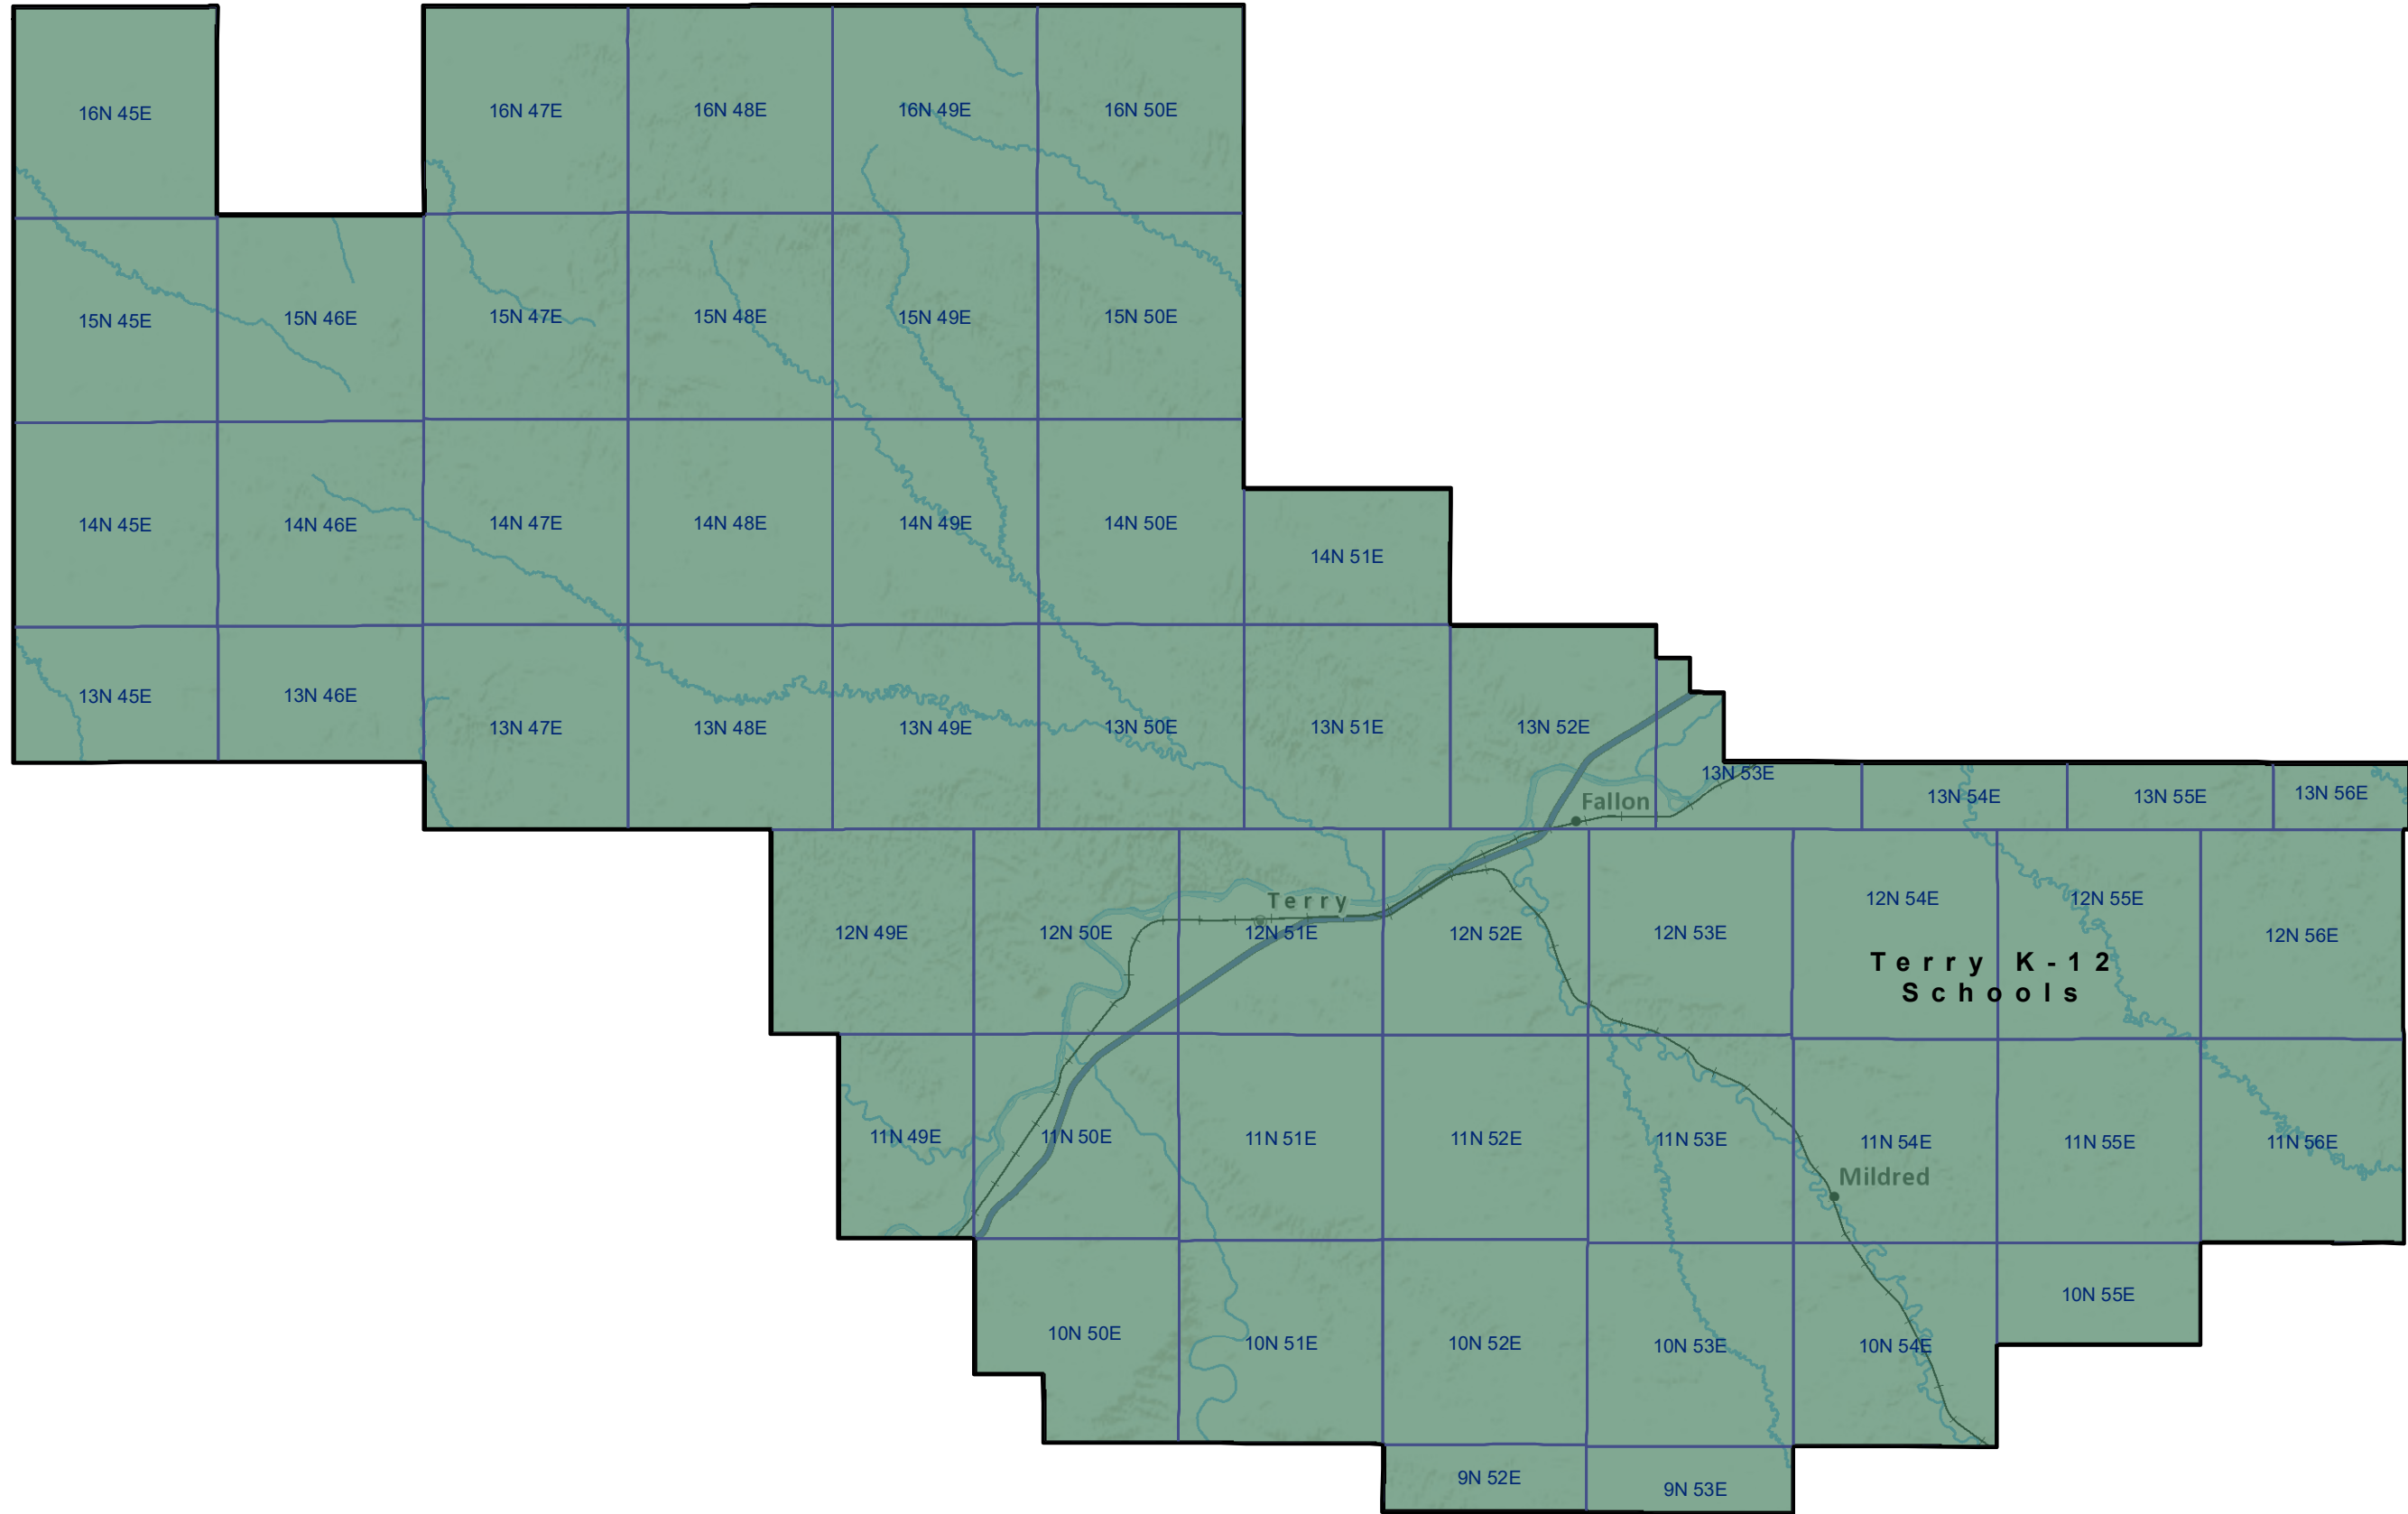 16N 45E
16N 47E
16N 48E
16N 49E
16N 50E
15N 45E
15N 46E
15N 47E
15N 48E
15N 49E
15N 50E
14N 45E
14N 46E
14N 47E
14N 48E
14N 49E
14N 50E
14N 51E
13N 45E
13N 46E
13N 47E
13N 48E
13N 49E
13N 50E
13N 51E
13N 52E
13N 53E
13N 54E
13N 55E
13N 56E
Fallon
Terry
12N 49E
12N 50E
12N 51E
12N 52E
12N 53E
12N 54E
12N 55E
12N 56E
Terry K-12
Schools
11N 49E
11N 50E
11N 51E
11N 52E
11N 53E
11N 54E
11N 55E
11N 56E
Mildred
10N 50E
10N 51E
10N 52E
10N 53E
10N 54E
10N 55E
9N 52E
9N 53E